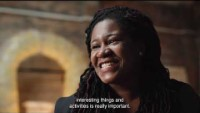 interesting things and
activities is really important.